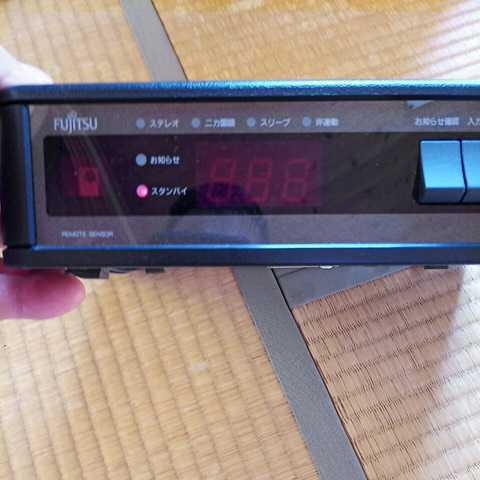 FUJITSU
ステレオ 二カ国語 スリープ 非連動 お知らせ確認 入力
お知らせ
スタンバイ
REMOTE SENSOR